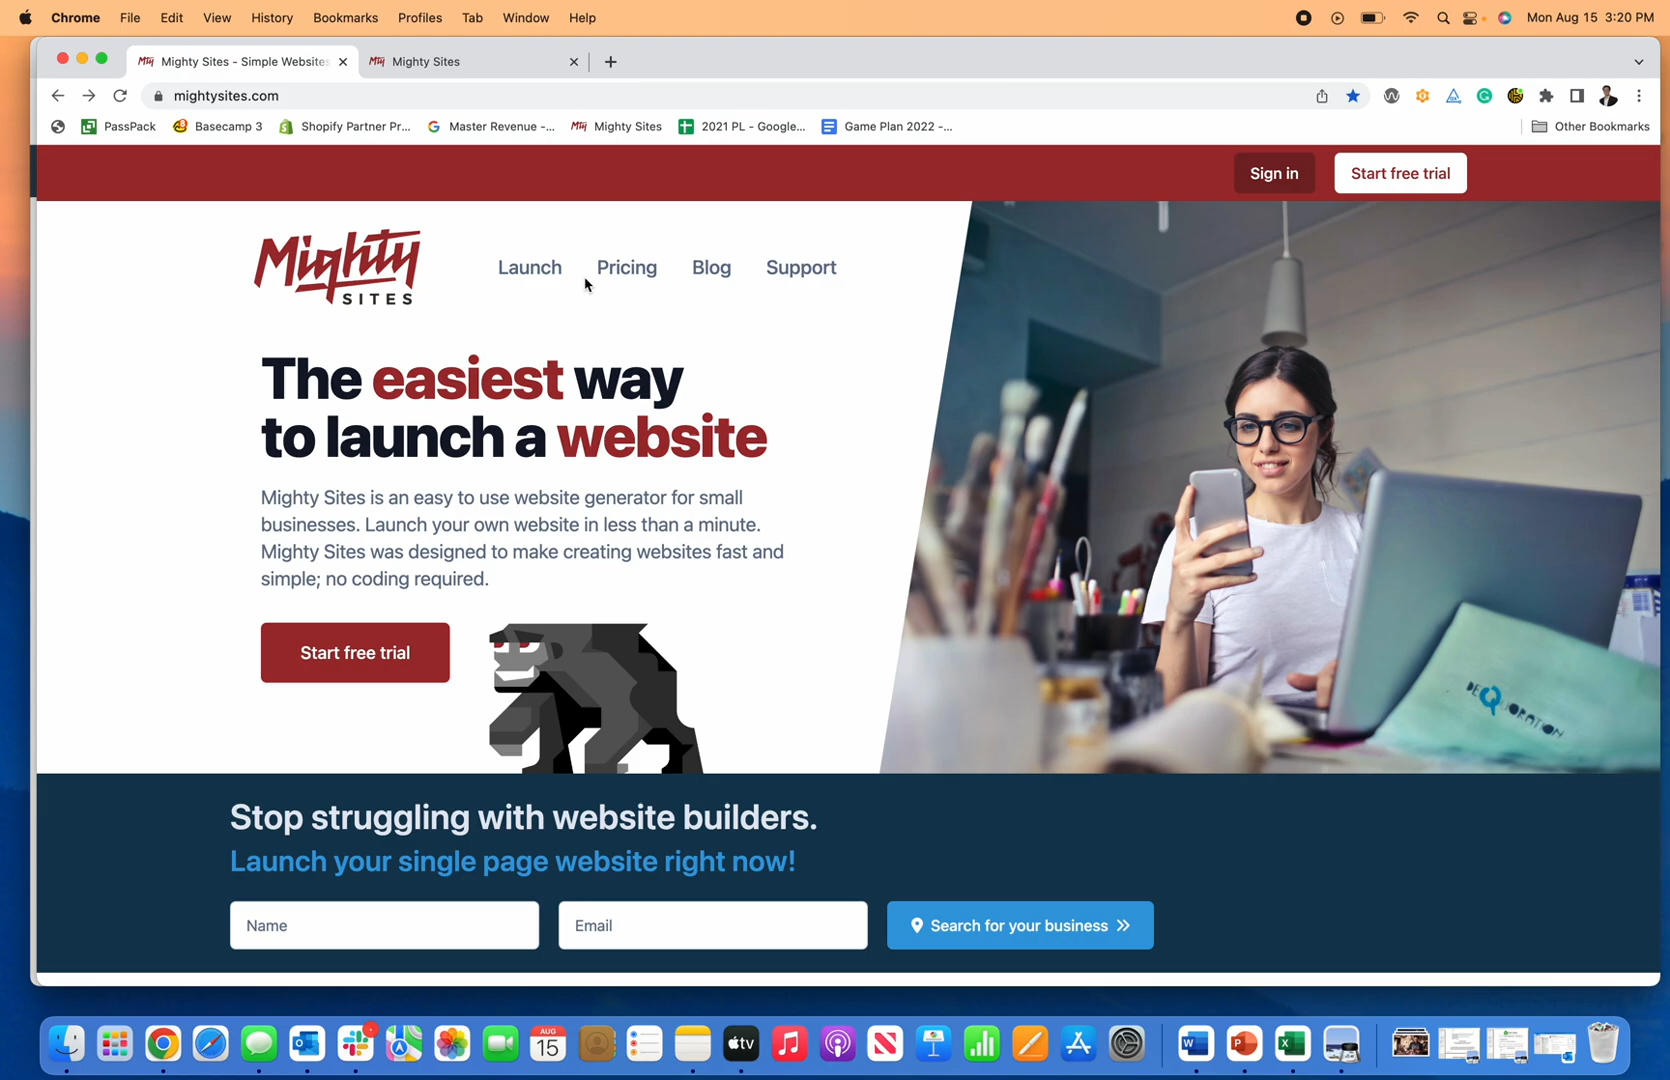 Chrome File Edit View History Bookmarks Profiles Tab Window Help Mon Aug 15 3:20 PM
Mighty Sites - Simple Websites Mighty Sites
mightysites.com
PassPack Basecamp 3 Shopify Partner Pr... Master Revenue -... Mighty Sites 2021 PL - Google... Game Plan 2022 -... Other Bookmarks
Sign in Start free trial
Mighty
SITES
Launch Pricing Blog Support
The easiest way
to launch a website
Mighty Sites is an easy to use website generator for small
businesses. Launch your own website in less than a minute.
Mighty Sites was designed to make creating websites fast and
simple; no coding required.
Start free trial
DEQUORATION
Stop struggling with website builders.
Launch your single page website right now!
Name Email Search for your business
AUG
15
tv